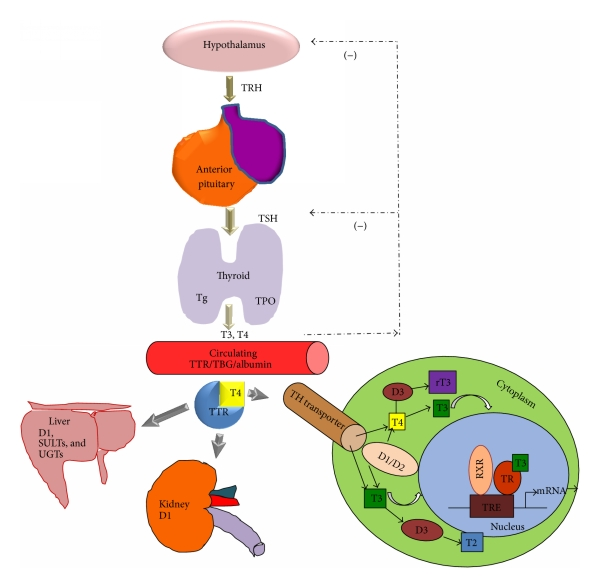 Hypothalamus
(−)
TRH
Anterior
pituitary
TSH
(−)
Thyroid
Tg
TPO
T3, T4
Circulating
TTR/TBG/albumin
T4
TTR
Liver
D1,
SULTs, and
UGTs
Kidney
D1
TH transporter
D3
rT3
Cytoplasm
T4
T3
D1/D2
T3
D3
T2
RXR
T3
TR
TRE
mRNA
Nucleus